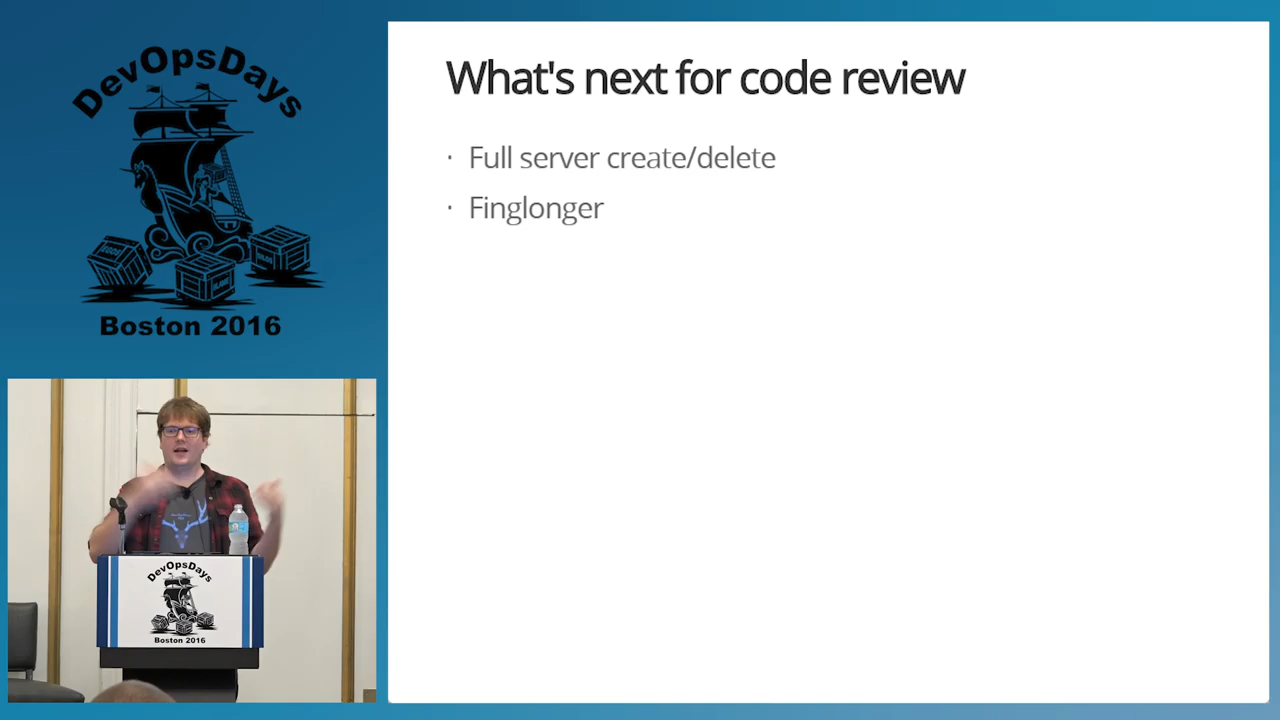 DevOpsDays
Boston 2016
What's next for code review
· Full server create/delete
· Finglonger
DevOpsDays
Boston 2016